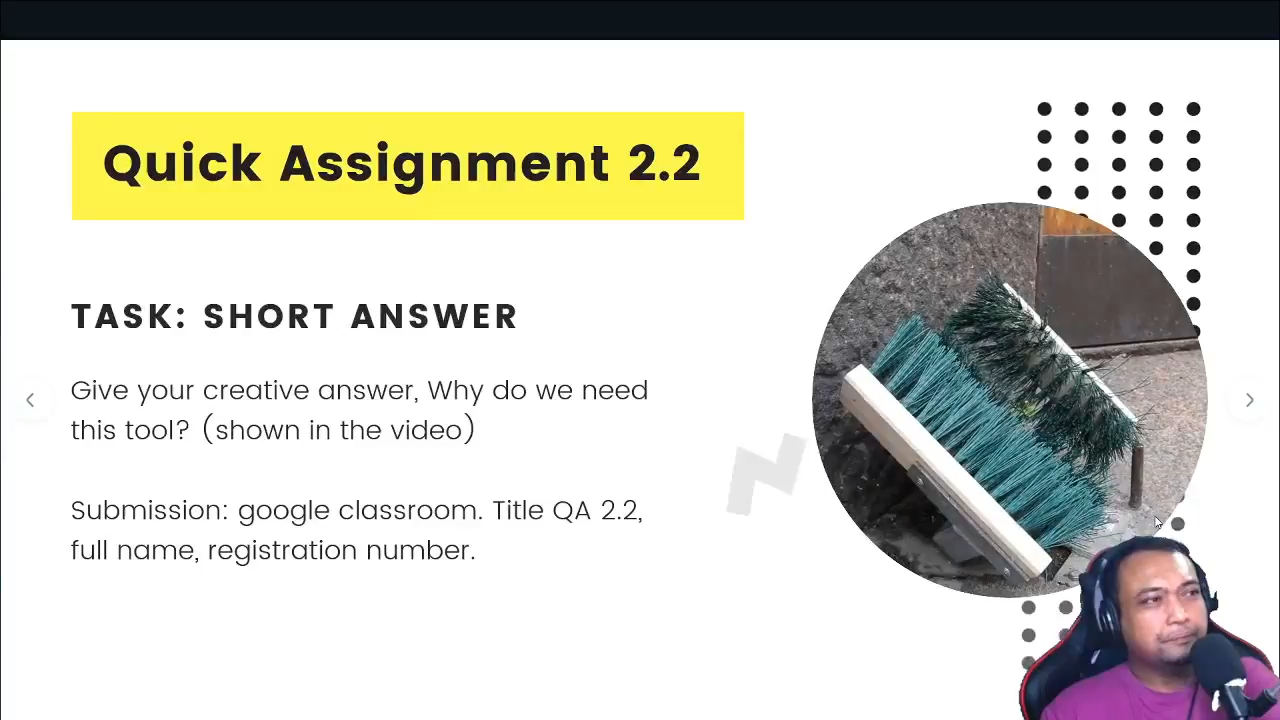 Quick Assignment 2.2
TASK: SHORT ANSWER
Give your creative answer, Why do we need
this tool? (shown in the video)
Submission: google classroom. Title QA 2.2,
full name, registration number.